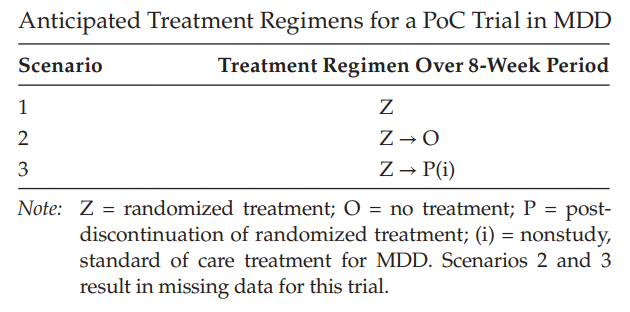 Anticipated Treatment Regimens for a PoC Trial in MDD
Scenario Treatment Regimen Over 8-Week Period
1 Z
2 Z → O
3 Z → P(i)
Note: Z = randomized treatment; O = no treatment; P = post-
discontinuation of randomized treatment; (i) = nonstudy,
standard of care treatment for MDD. Scenarios 2 and 3
result in missing data for this trial.